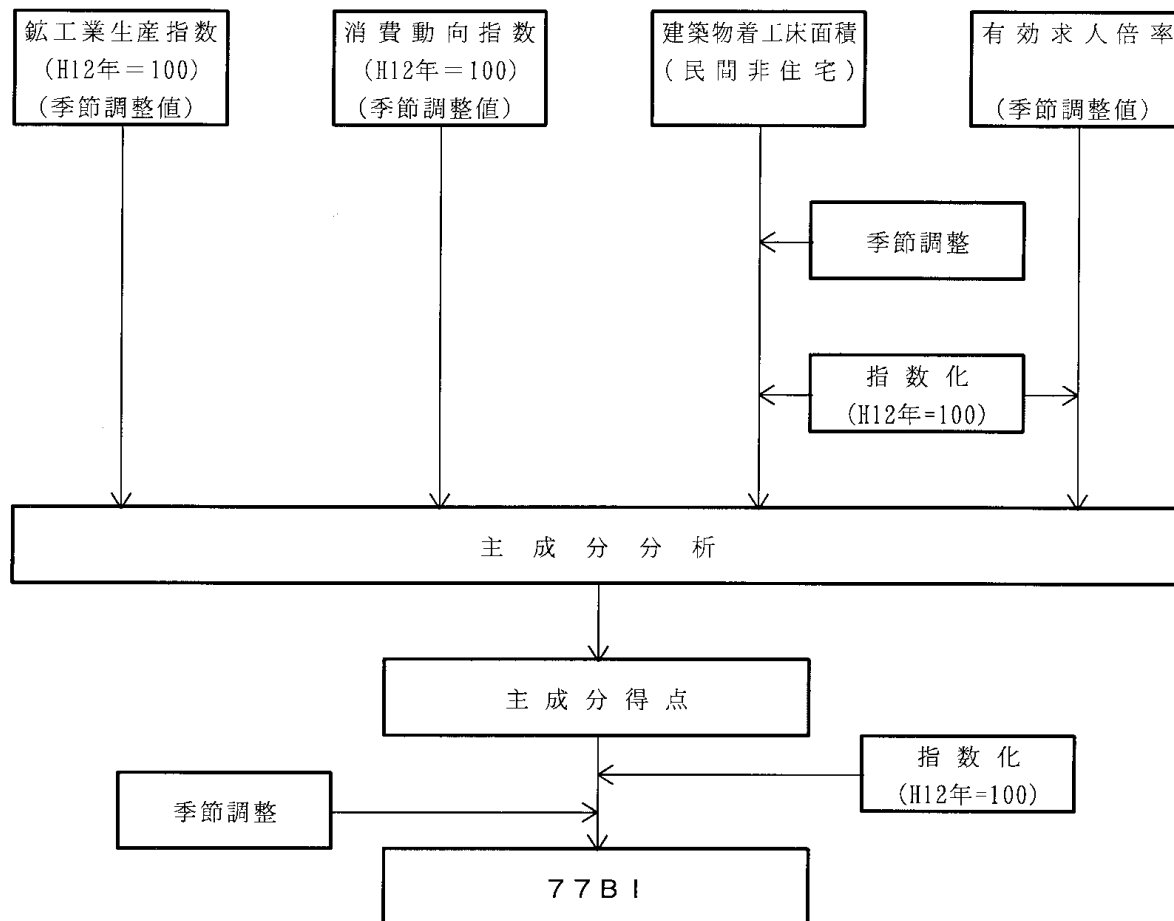 鉱工業生産指数
(H12年＝100)
(季節調整値)
消費動向指数
(H12年＝100)
(季節調整値)
建築物着工床面積
(民間非住宅)
有効求人倍率
(季節調整値)
季節調整
指数化
(H12年=100)
主成分分析
主成分得点
指数化
(H12年=100)
季節調整
７７ＢＩ